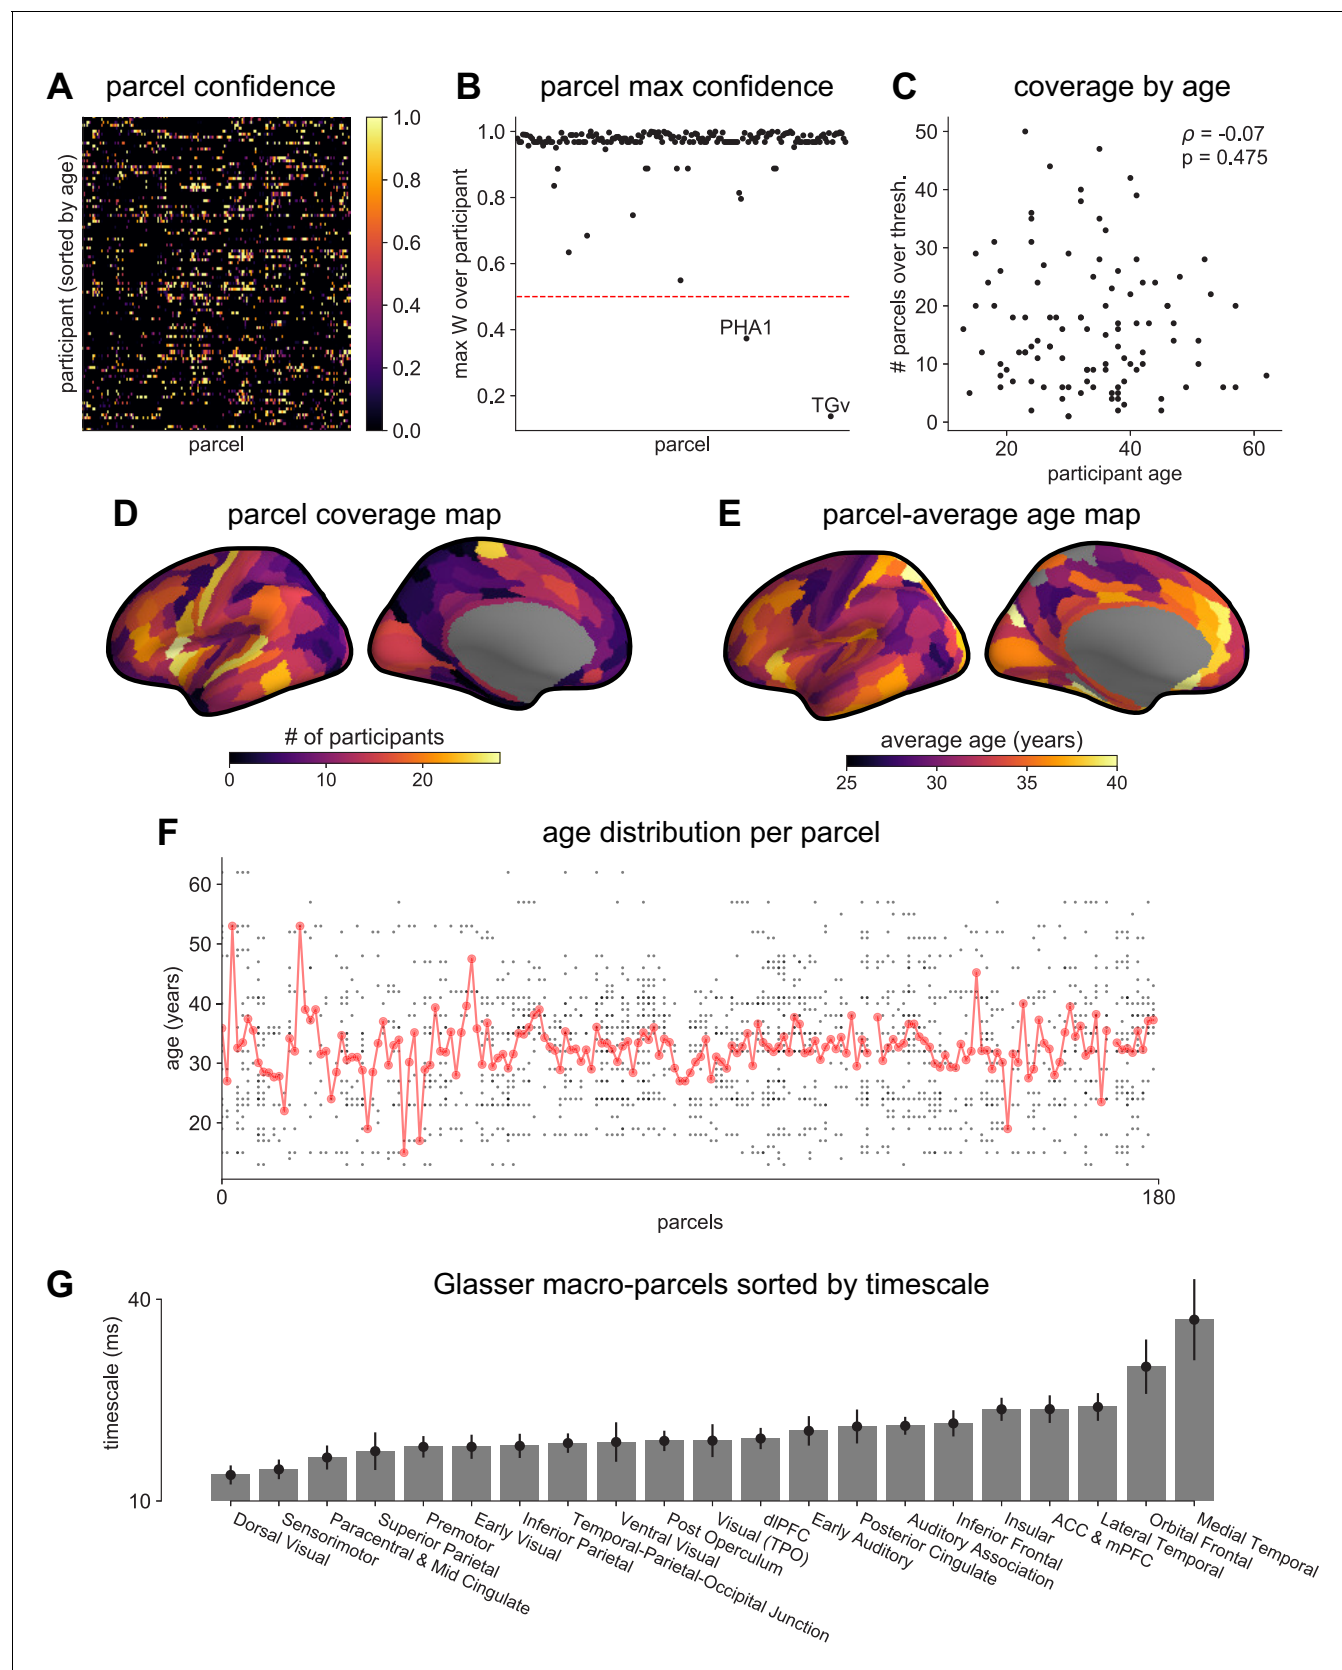 A parcel confidence
participant (sorted by age)
parcel
1.0
0.8
0.6
0.4
0.2
0.0
B parcel max confidence
max W over participant
1.0
0.8
0.6
0.4
0.2
PHA1
TGv
parcel
C coverage by age
# parcels over thresh.
50
40
30
20
10
0
ρ = -0.07
p = 0.475
20 40 60
participant age
D parcel coverage map
# of participants
0 10 20
E parcel-average age map
average age (years)
25 30 35 40
F age distribution per parcel
age (years)
60
50
40
30
20
0 180
parcels
G Glasser macro-parcels sorted by timescale
timescale (ms)
40
10
Dorsal Visual
Sensorimotor
Paracentral & Mid Cingulate
Superior Parietal
Premotor
Early Visual
Inferior Parietal
Temporal-Parietal-Occipital Junction
Ventral Visual
Post Operculum
Visual (TPO)
dlPFC
Early Auditory
Posterior Cingulate
Auditory Association
Inferior Frontal
Insular
ACC & mPFC
Lateral Temporal
Orbital Frontal
Medial Temporal